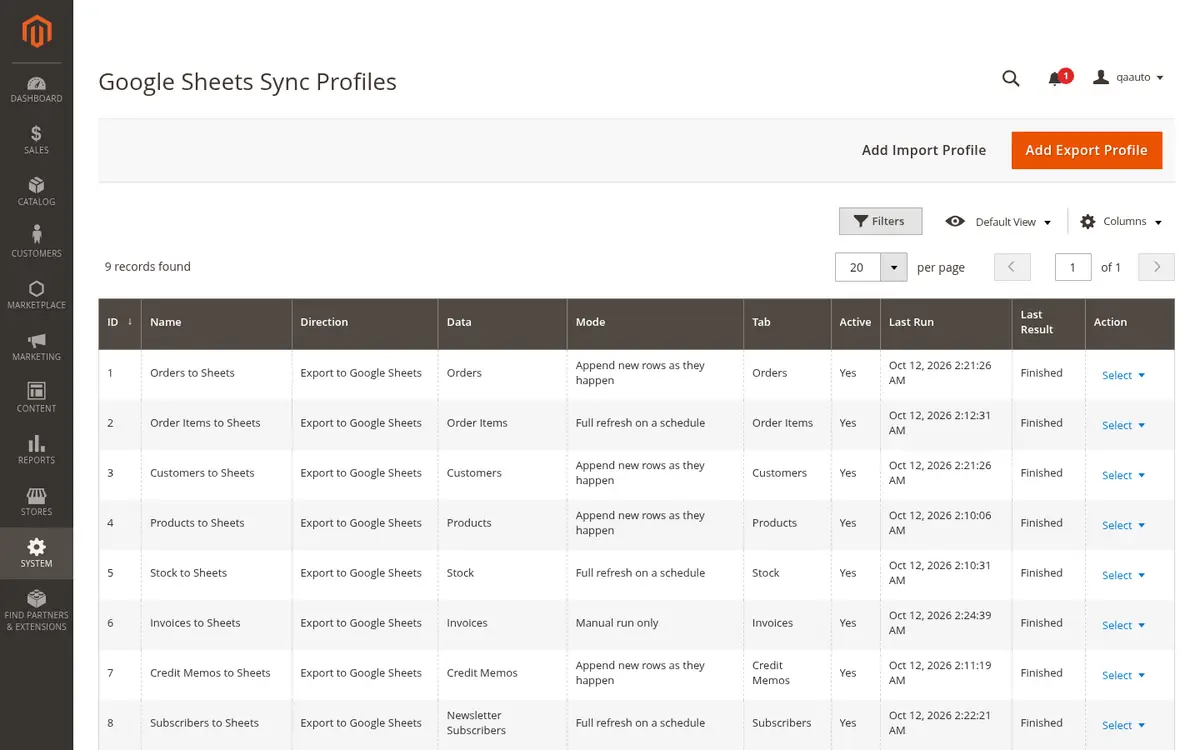 Google Sheets Sync Profiles
1
qaauto
DASHBOARD
SALES
CATALOG
CUSTOMERS
MARKETPLACE
MARKETING
CONTENT
REPORTS
STORES
SYSTEM
FIND PARTNERS
& EXTENSIONS
Add Import Profile
Add Export Profile
Filters
Default View
Columns
9 records found
20
per page
1
of 1
ID ↓ Name Direction Data Mode Tab Active Last Run Last Result Action
1 Orders to Sheets Export to Google Sheets Orders Append new rows as they happen Orders Yes Oct 12, 2026 2:21:26 AM Finished Select
2 Order Items to Sheets Export to Google Sheets Order Items Full refresh on a schedule Order Items Yes Oct 12, 2026 2:12:31 AM Finished Select
3 Customers to Sheets Export to Google Sheets Customers Append new rows as they happen Customers Yes Oct 12, 2026 2:21:26 AM Finished Select
4 Products to Sheets Export to Google Sheets Products Append new rows as they happen Products Yes Oct 12, 2026 2:10:06 AM Finished Select
5 Stock to Sheets Export to Google Sheets Stock Full refresh on a schedule Stock Yes Oct 12, 2026 2:10:31 AM Finished Select
6 Invoices to Sheets Export to Google Sheets Invoices Manual run only Invoices Yes Oct 12, 2026 2:24:39 AM Finished Select
7 Credit Memos to Sheets Export to Google Sheets Credit Memos Append new rows as they happen Credit Memos Yes Oct 12, 2026 2:11:19 AM Finished Select
8 Subscribers to Sheets Export to Google Sheets Newsletter Subscribers Full refresh on a schedule Subscribers Yes Oct 12, 2026 2:22:21 AM Finished Select